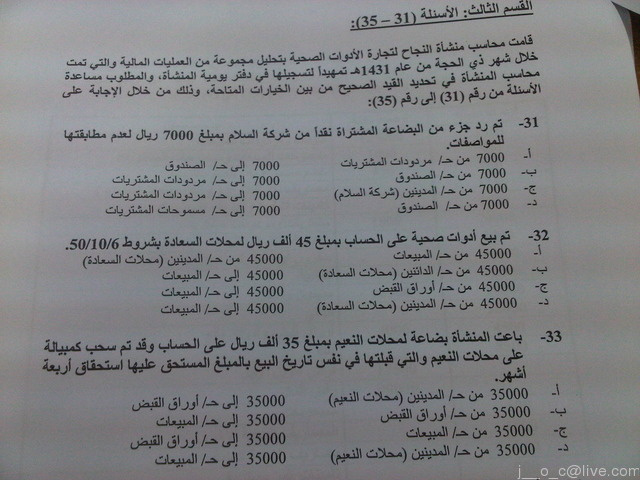 القسم الثالث: الأسئلة (31 – 35):
قامت محاسب منشأة النجاح لتجارة الأدوات الصحية بتحليل مجموعة من العمليات المالية والتي تمت
خلال شهر ذي الحجة من عام 1431هـ تمهيداً لتسجيلها في دفتر يومية المنشأة، والمطلوب مساعدة
محاسب المنشأة في تحديد القيد الصحيح من بين الخيارات المتاحة، وذلك من خلال الإجابة على
الأسئلة من رقم (31) إلى رقم (35):
31- تم رد جزء من البضاعة المشتراة نقداً من شركة السلام بمبلغ 7000 ريال لعدم مطابقتها
للمواصفات.
أ- 7000 من حـ/ مردودات المشتريات 7000 إلى حـ/ الصندوق
ب- 7000 من حـ/ الصندوق 7000 إلى حـ/ مردودات المشتريات
ج- 7000 من حـ/ المدينين (شركة السلام) 7000 إلى حـ/ مردودات المشتريات
د- 7000 من حـ/ الصندوق 7000 إلى حـ/ مسموحات المشتريات
32- تم بيع أدوات صحية على الحساب بمبلغ 45 ألف ريال لمحلات السعادة بشروط 50/10/6.
أ- 45000 من حـ/ المبيعات 45000 إلى حـ/ المدينين (محلات السعادة)
ب- 45000 من حـ/ الدائنين (محلات السعادة) 45000 إلى حـ/ المبيعات
ج- 45000 من حـ/ أوراق القبض 45000 إلى حـ/ المبيعات
د- 45000 من حـ/ المدينين (محلات السعادة) 45000 إلى حـ/ المبيعات
33- باعت المنشأة بضاعة لمحلات النعيم بمبلغ 35 ألف ريال على الحساب وقد تم سحب كمبيالة
على محلات النعيم والتي قبلتها في نفس تاريخ البيع بالمبلغ المستحق عليها استحقاق أربعة
أشهر.
أ- 35000 من حـ/ المدينين (محلات النعيم) 35000 إلى حـ/ أوراق القبض
ب- 35000 من حـ/ أوراق القبض 35000 إلى حـ/ المبيعات
ج- 35000 من حـ/ المبيعات 35000 إلى حـ/ أوراق القبض
د- 35000 من حـ/ المدينين (محلات النعيم) 35000 إلى حـ/ المبيعات
j__o_c@live.com